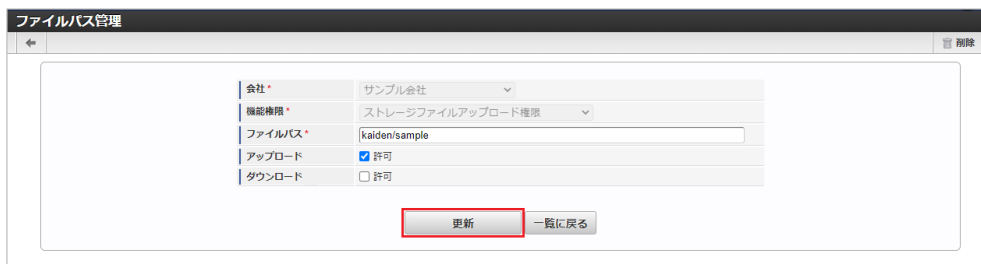 ファイルパス管理
削除
会社*
サンプル会社
機能権限*
ストレージファイルアップロード権限
ファイルパス*
kaiden/sample
アップロード
許可
ダウンロード
許可
更新
一覧に戻る